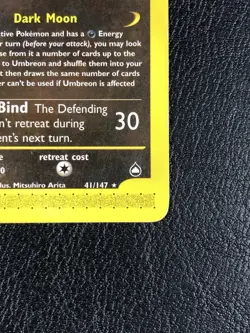 Dark Moon
ctive Pokémon and has a Energy
r turn (before your attack), you may look
se from it a number of cards up to the
to Umbreon and shuffle them into your
t then draws the same number of cards
er can't be used if Umbreon is affected
Bind The Defending
n't retreat during 30
ent's next turn.
retreat cost
0
lus. Mitsuhiro Arita 41/147 ★